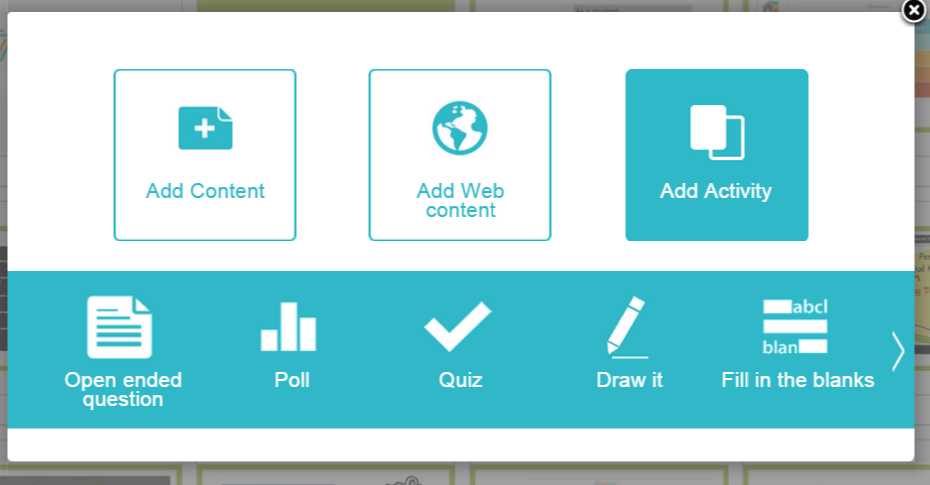 Add Content
Add Web
content
Add Activity
abcl
blan
Open ended
question
Poll
Quiz
Draw it
Fill in the blanks